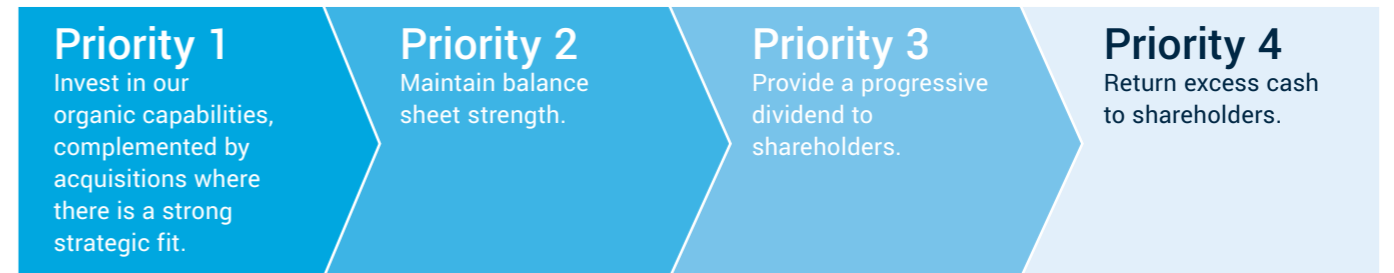 Priority 1
Invest in our
organic capabilities,
complemented by
acquisitions where
there is a strong
strategic fit.
Priority 2
Maintain balance
sheet strength.
Priority 3
Provide a progressive
dividend to
shareholders.
Priority 4
Return excess cash
to shareholders.